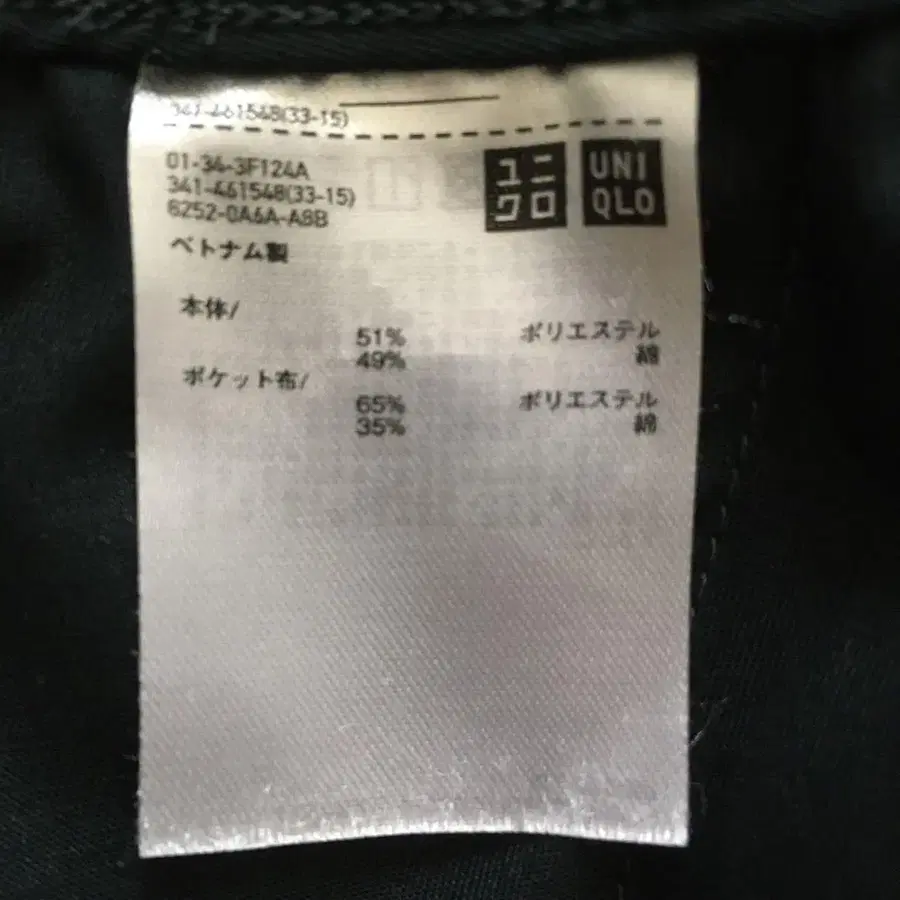 341-461548(33-15)
01-34-3F124A
341-461548(33-15)
6252-0A6A-A8B
ユニクロ
UNIQLO
ベトナム製
本体/
51% ポリエステル
49% 綿
ポケット布/
65% ポリエステル
35% 綿